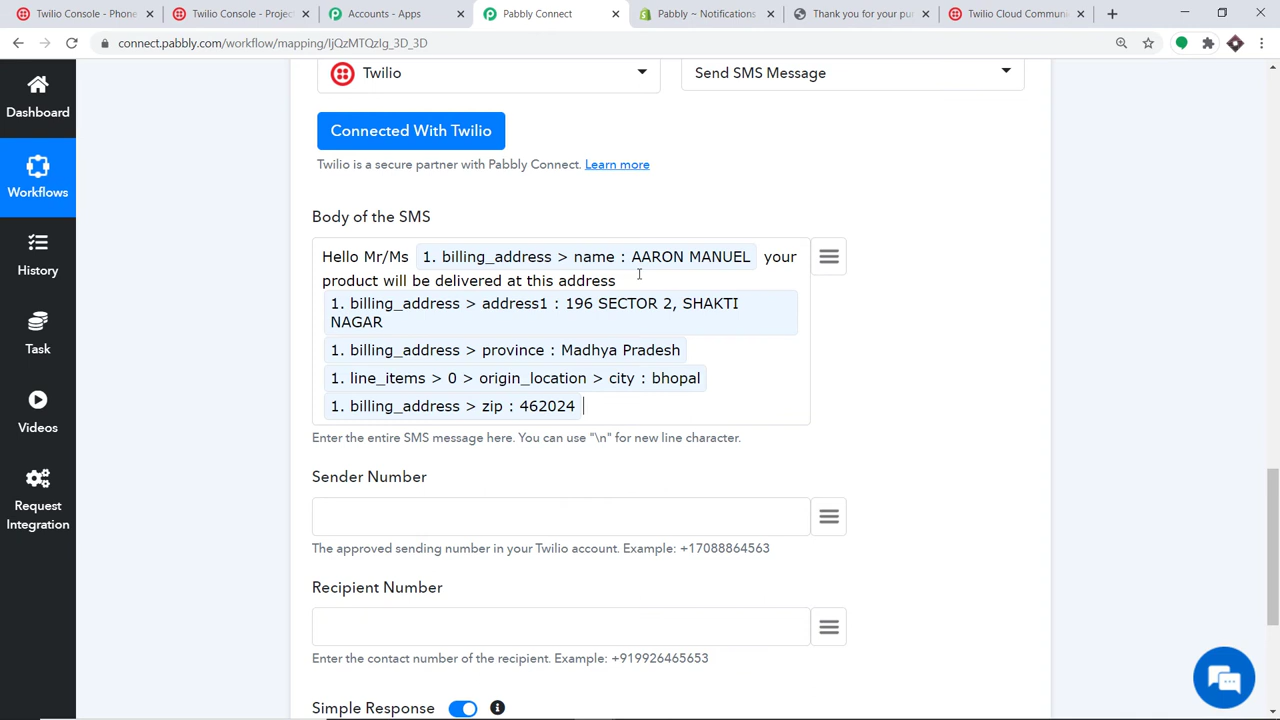 Twilio Console - Phone
Twilio Console - Project
Accounts - Apps
Pabbly Connect
Pabbly ~ Notifications
Thank you for your pu
Twilio Cloud Communi
connect.pabbly.com/workflow/mapping/IjQzMTQzIg_3D_3D
Dashboard
Workflows
History
Task
Videos
Request
Integration
Twilio
Send SMS Message
Connected With Twilio
Twilio is a secure partner with Pabbly Connect. Learn more
Body of the SMS
Hello Mr/Ms 1. billing_address > name : AARON MANUEL your
product will be delivered at this address
1. billing_address > address1 : 196 SECTOR 2, SHAKTI
NAGAR
1. billing_address > province : Madhya Pradesh
1. line_items > 0 > origin_location > city : bhopal
1. billing_address > zip : 462024
Enter the entire SMS message here. You can use "\n" for new line character.
Sender Number
The approved sending number in your Twilio account. Example: +17088864563
Recipient Number
Enter the contact number of the recipient. Example: +919926465653
Simple Response